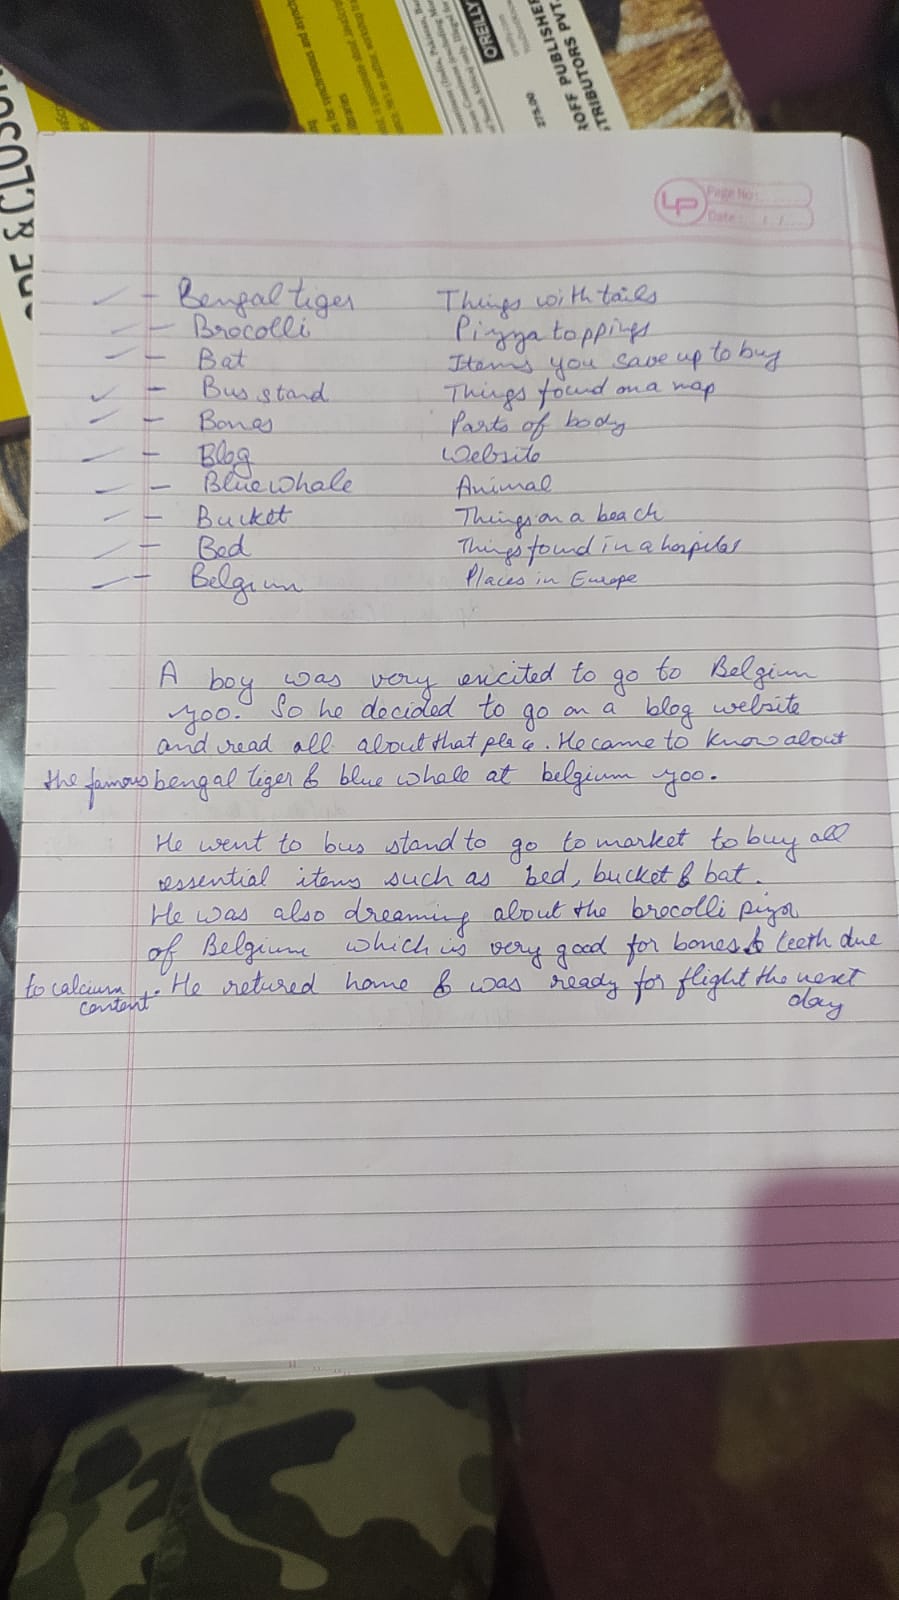 OREILLY
ROFF PUBLISHER
TRIBUTORS PVT.
275.00
LP
Page No:
Date: / /
- Bengal tiger Things with tails
- Brocolli Pizza toppings
- Bat Items you save up to buy
- Bus stand Things found on a map
- Bones Parts of body
- Blog Website
- Blue whale Animal
- Bucket Things on a beach
- Bed Things found in a hospital
- Belgium Places in Europe
A boy was very exicited to go to Belgium
zoo. So he decided to go on a blog website
and read all about that place. He came to know about
the famous bengal tiger & blue whale at belgium zoo.
He went to bus stand to go to market to buy all
essential items such as bed, bucket & bat.
He was also dreaming about the brocolli pizza
of Belgium which is very good for bones & teeth due
to calcium content. He retured home & was ready for flight the next
day